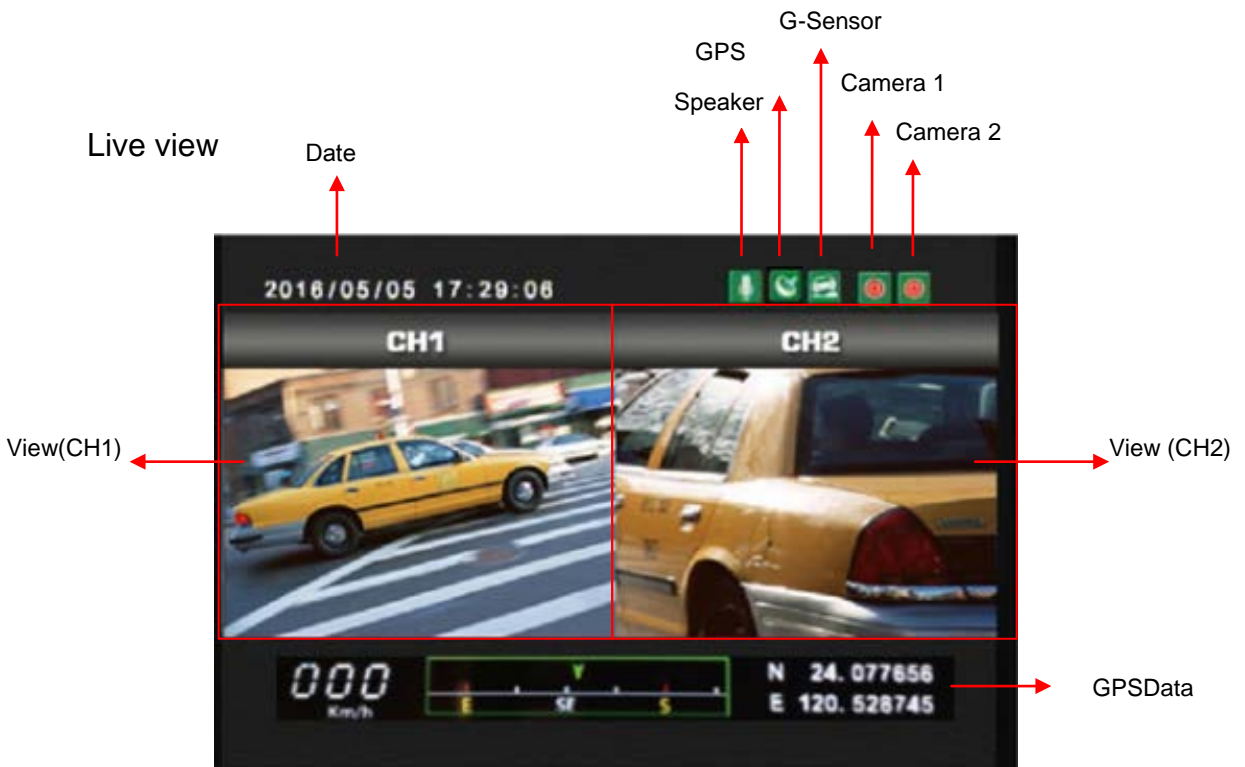 G-Sensor
GPS
Camera 1
Speaker
Camera 2
Live view
Date
2016/05/05 17:29:06
CH1
CH2
View(CH1)
View (CH2)
000
Km/h
E SE S
N 24.077656
E 120.528745
GPSData